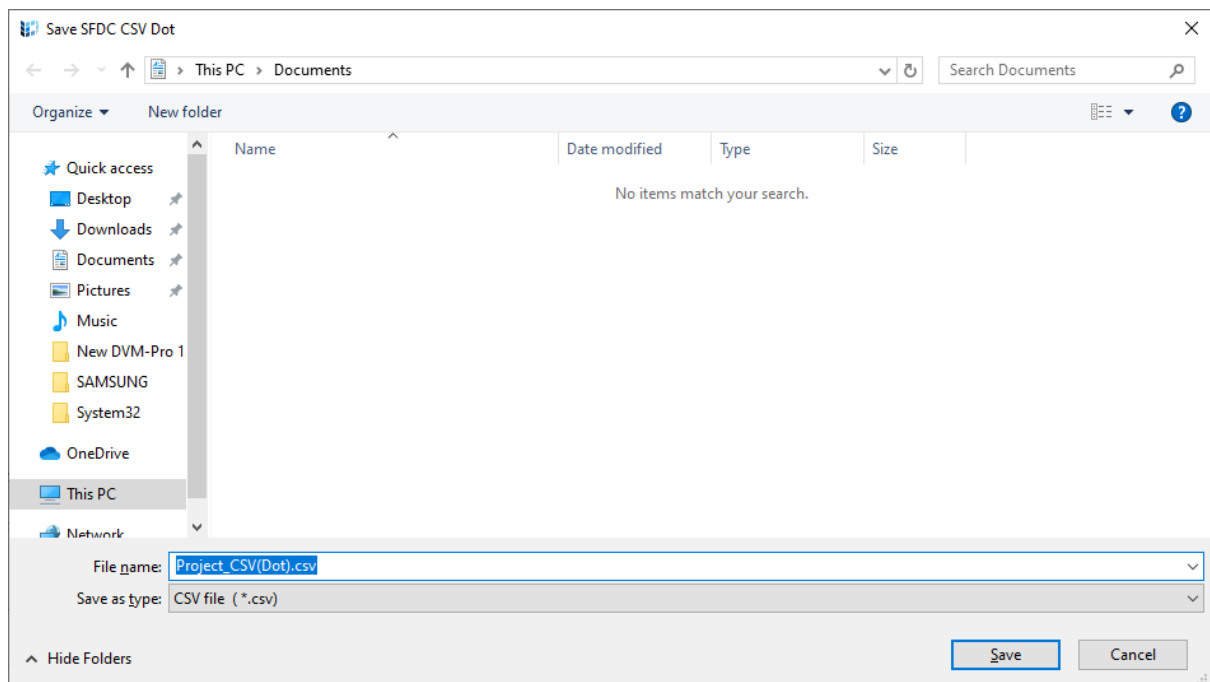 Save SFDC CSV Dot
This PC > Documents
Search Documents
Organize
New folder
Name
Date modified
Type
Size
No items match your search.
Quick access
Desktop
Downloads
Documents
Pictures
Music
New DVM-Pro 1
SAMSUNG
System32
OneDrive
This PC
Network
File name: Project_CSV(Dot).csv
Save as type: CSV file ( *.csv)
Hide Folders
Save
Cancel